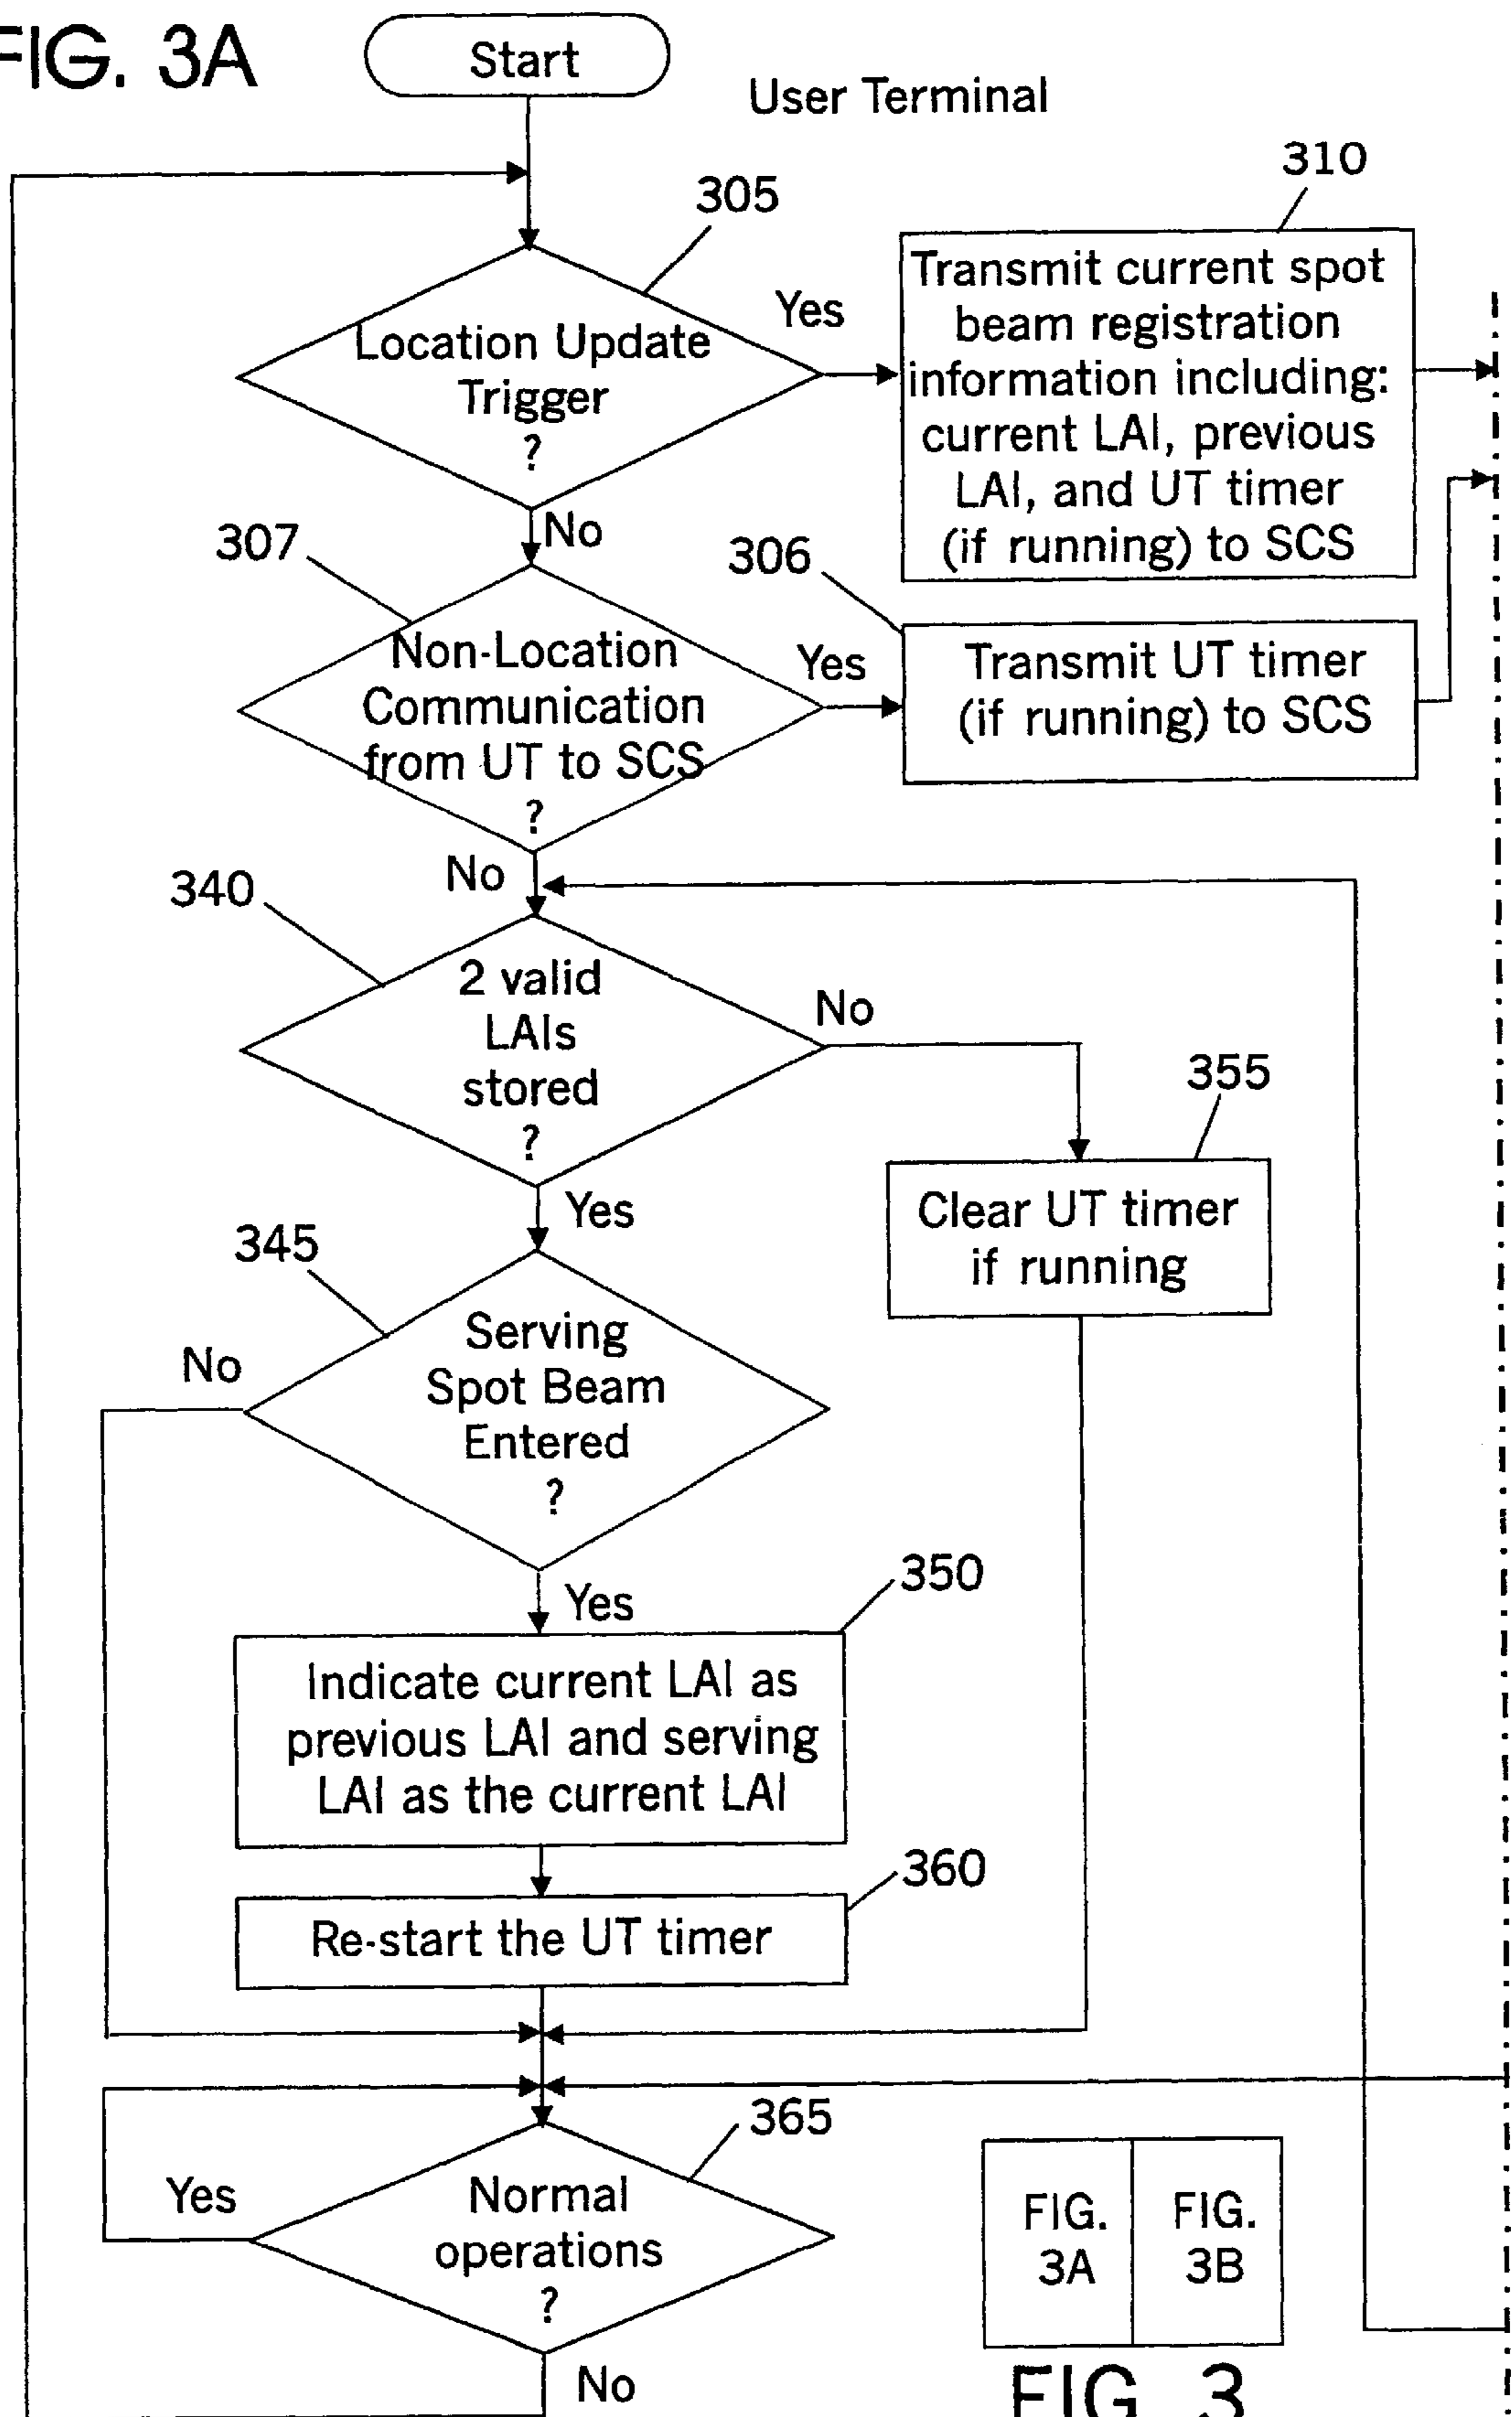 FIG. 3A
Start
User Terminal
305
310
Location Update
Trigger
?
Yes
Transmit current spot
beam registration
information including:
current LAI, previous
LAI, and UT timer
(if running) to SCS
No
307
306
Non-Location
Communication
from UT to SCS
?
Yes
Transmit UT timer
(if running) to SCS
No
340
2 valid
LAIs
stored
?
No
355
Clear UT timer
if running
Yes
345
Serving
Spot Beam
Entered
?
No
Yes
350
Indicate current LAI as
previous LAI and serving
LAI as the current LAI
360
Re-start the UT timer
365
Normal
operations
?
Yes
No
FIG.
3A
FIG.
3B
FIG. 3